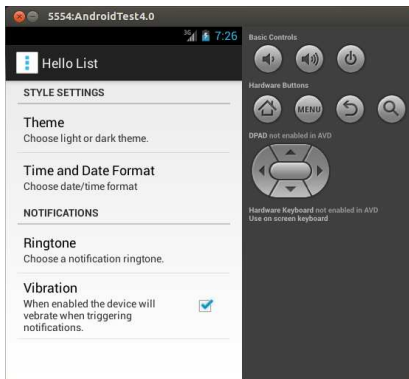 5554:AndroidTest4.0
3G 7:26
Hello List
STYLE SETTINGS
Theme
Choose light or dark theme.
Time and Date Format
Choose date/time format
NOTIFICATIONS
Ringtone
Choose a notification ringtone.
Vibration
When enabled the device will
vebrate when triggering
notifications.
Basic Controls
Hardware Buttons
MENU
DPAD not enabled in AVD
Hardware Keyboard not enabled in AVD
Use on screen keyboard